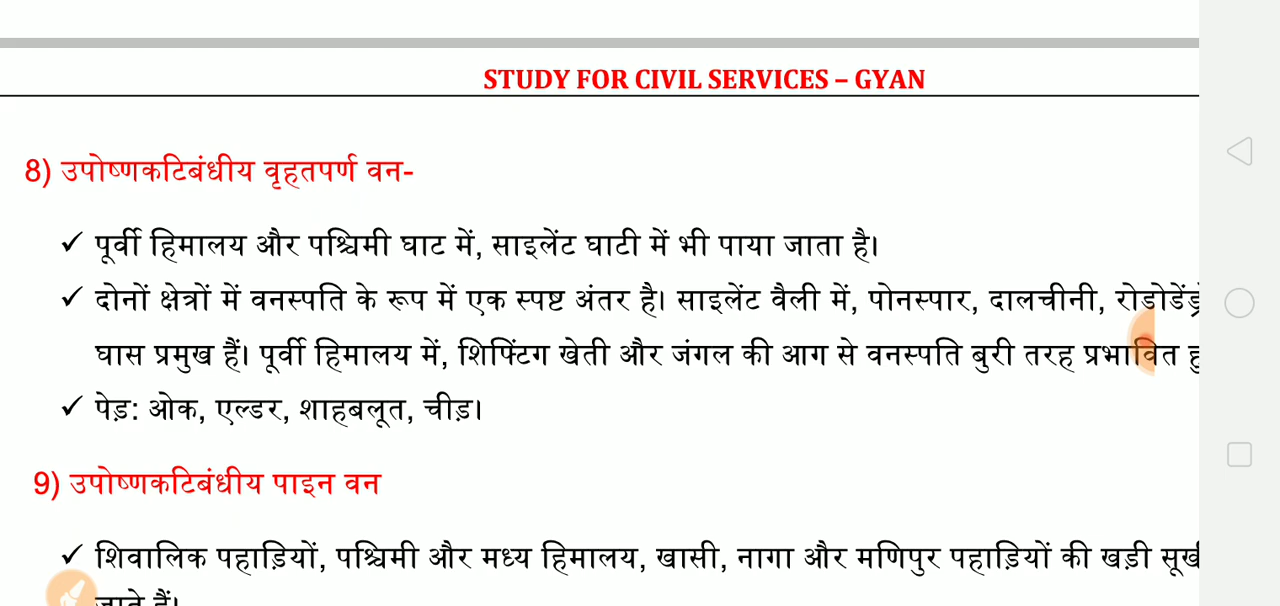 STUDY FOR CIVIL SERVICES – GYAN
8) उपोष्णकटिबंधीय वृहतपर्ण वन-
✓ पूर्वी हिमालय और पश्चिमी घाट में, साइलेंट घाटी में भी पाया जाता है।
✓ दोनों क्षेत्रों में वनस्पति के रूप में एक स्पष्ट अंतर है। साइलेंट वैली में, पोनस्पार, दालचीनी,
घास प्रमुख हैं। पूर्वी हिमालय में, शिफ्टिंग खेती और जंगल की आग से वनस्पति बुरी तरह प्रभावित
✓ पेड़: ओक, एल्डर, शाहबलूत, चीड़।
9) उपोष्णकटिबंधीय पाइन वन
✓ शिवालिक पहाड़ियों, पश्चिमी और मध्य हिमालय, खासी, नागा और मणिपुर पहाड़ियों की खड़ी
जाते हैं।